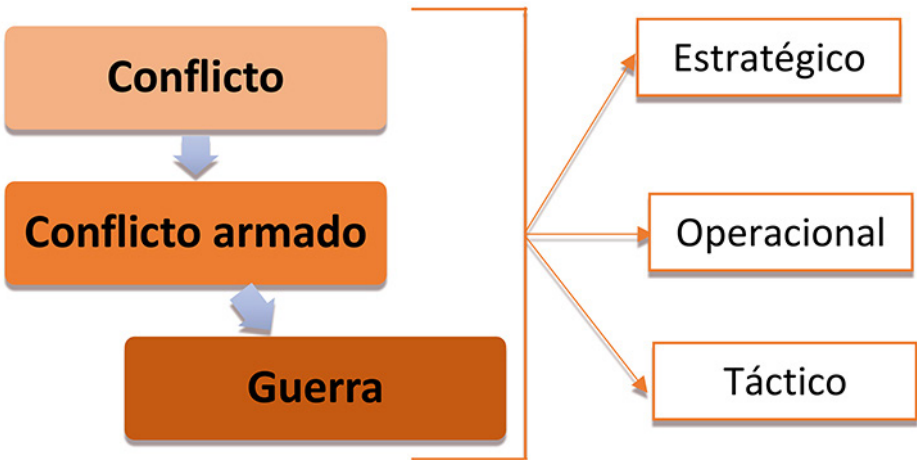 Conflicto
Conflicto armado
Guerra
Estratégico
Operacional
Táctico